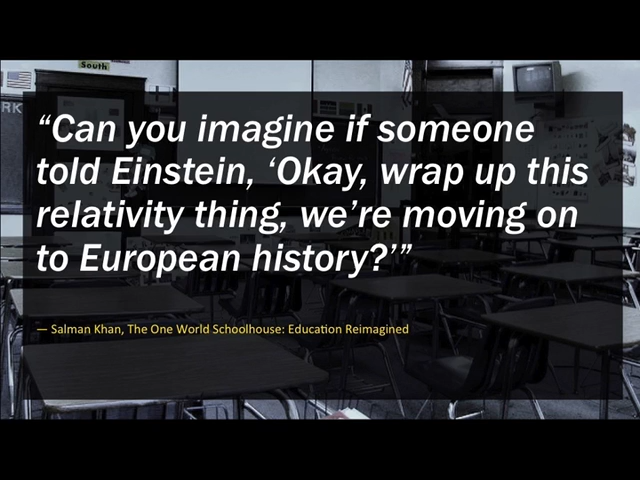 South
RK
“Can you imagine if someone
told Einstein, ‘Okay, wrap up this
relativity thing, we’re moving on
to European history?’”
— Salman Khan, The One World Schoolhouse: Education Reimagined